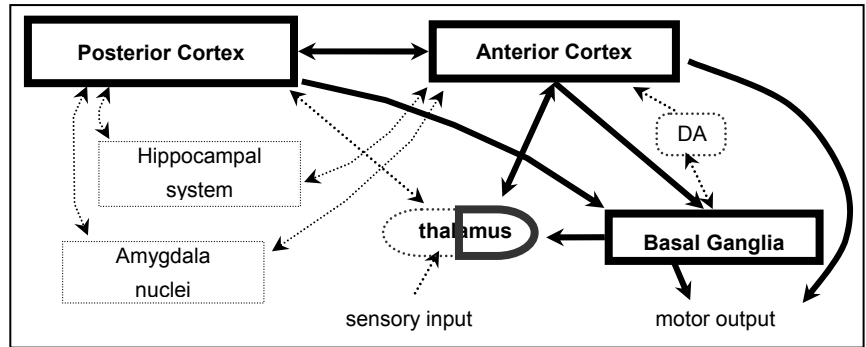 Posterior Cortex
Anterior Cortex
DA
Hippocampal
system
thalamus
Basal Ganglia
Amygdala
nuclei
sensory input
motor output